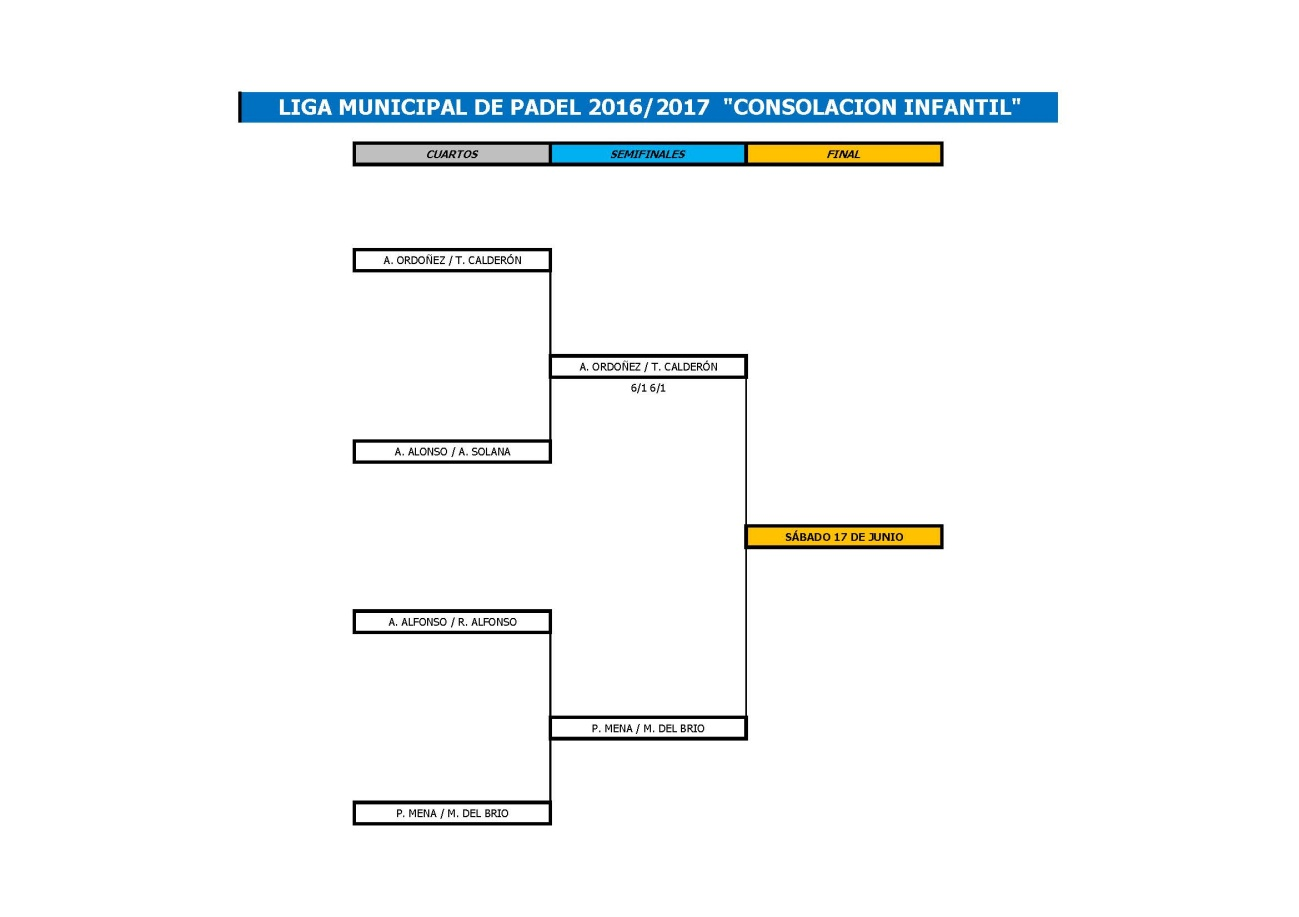 LIGA MUNICIPAL DE PADEL 2016/2017 "CONSOLACION INFANTIL"
CUARTOS SEMIFINALES FINAL
A. ORDOÑEZ / T. CALDERÓN
A. ORDOÑEZ / T. CALDERÓN
6/1 6/1
A. ALONSO / A. SOLANA
SÁBADO 17 DE JUNIO
A. ALFONSO / R. ALFONSO
P. MENA / M. DEL BRIO
P. MENA / M. DEL BRIO